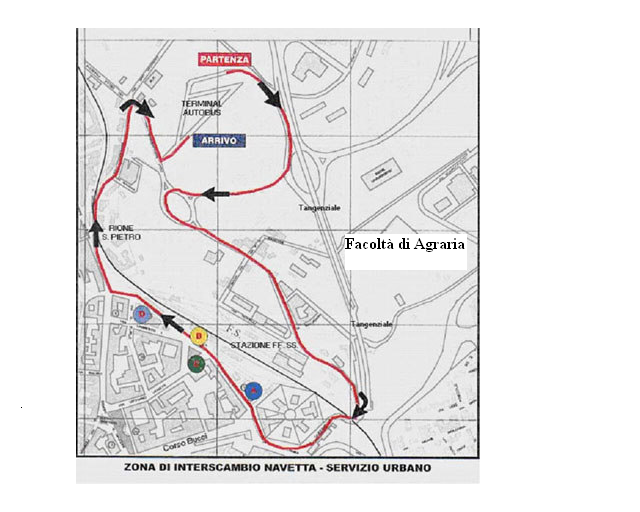 PARTENZA
TERMINAL
AUTOBUS
ARRIVO
Tangenziale
RIONE
S. PIETRO
Facoltà di Agraria
Tangenziale
F.S.
STAZIONE FF.SS.
Corso Bucci
ZONA DI INTERSCAMBIO NAVETTA - SERVIZIO URBANO